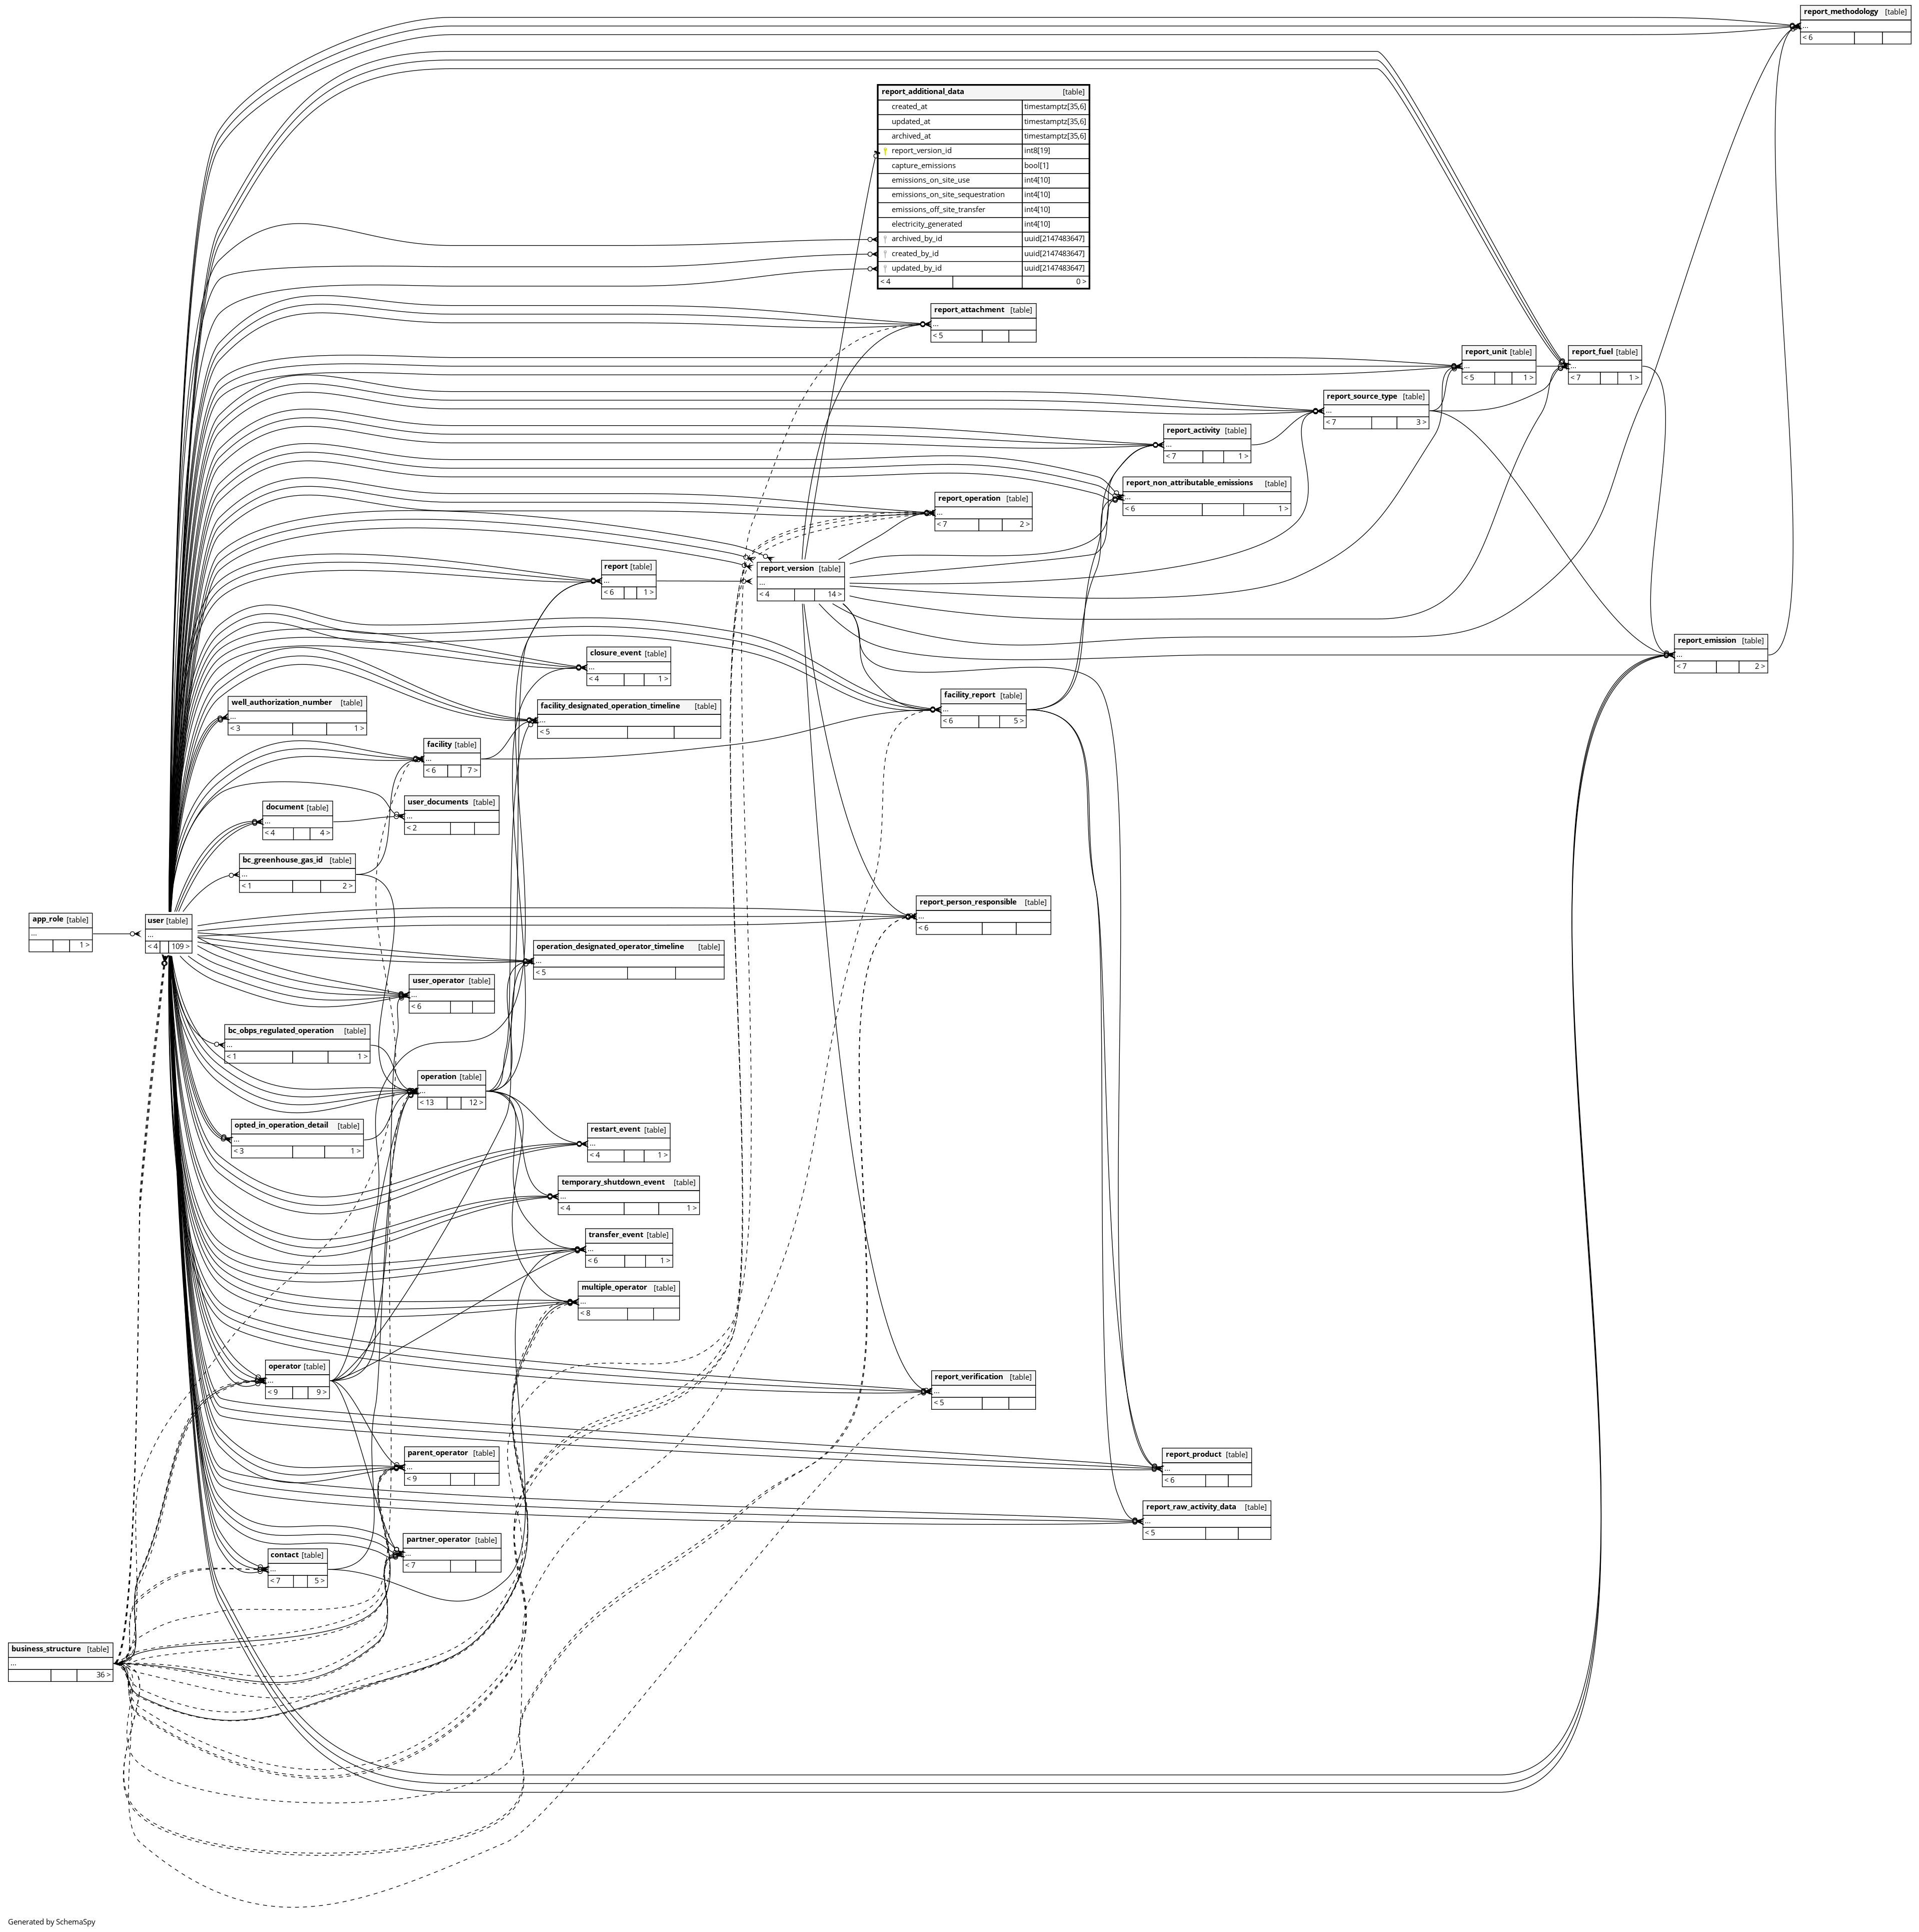 report_methodology [table]
...
< 6
report_additional_data [table]
created_at timestamptz[35,6]
updated_at timestamptz[35,6]
archived_at timestamptz[35,6]
report_version_id int8[19]
capture_emissions bool[1]
emissions_on_site_use int4[10]
emissions_on_site_sequestration int4[10]
emissions_off_site_transfer int4[10]
electricity_generated int4[10]
archived_by_id uuid[2147483647]
created_by_id uuid[2147483647]
updated_by_id uuid[2147483647]
< 4 0 >
report_attachment [table]
...
< 5
report_unit [table]
...
< 5 1 >
report_fuel [table]
...
< 7 1 >
report_source_type [table]
...
< 7 3 >
report_activity [table]
...
< 7 1 >
report_non_attributable_emissions [table]
...
< 6 1 >
report_operation [table]
...
< 7 2 >
report [table]
...
< 6 1 >
report_version [table]
...
< 4 14 >
report_emission [table]
...
< 7 2 >
closure_event [table]
...
< 4 1 >
facility_report [table]
...
< 6 5 >
well_authorization_number [table]
...
< 3 1 >
facility_designated_operation_timeline [table]
...
< 5
facility [table]
...
< 6 7 >
user_documents [table]
...
< 2
document [table]
...
< 4 4 >
bc_greenhouse_gas_id [table]
...
< 1 2 >
report_person_responsible [table]
...
< 6
app_role [table]
...
1 >
user [table]
...
< 4 109 >
operation_designated_operator_timeline [table]
...
< 5
user_operator [table]
...
< 6
bc_obps_regulated_operation [table]
...
< 1 1 >
operation [table]
...
< 13 12 >
opted_in_operation_detail [table]
...
< 3 1 >
restart_event [table]
...
< 4 1 >
temporary_shutdown_event [table]
...
< 4 1 >
transfer_event [table]
...
< 6 1 >
multiple_operator [table]
...
< 8
operator [table]
...
< 9 9 >
report_verification [table]
...
< 5
parent_operator [table]
...
< 9
report_product [table]
...
< 6
report_raw_activity_data [table]
...
< 5
partner_operator [table]
...
< 7
contact [table]
...
< 7 5 >
business_structure [table]
...
36 >
Generated by SchemaSpy